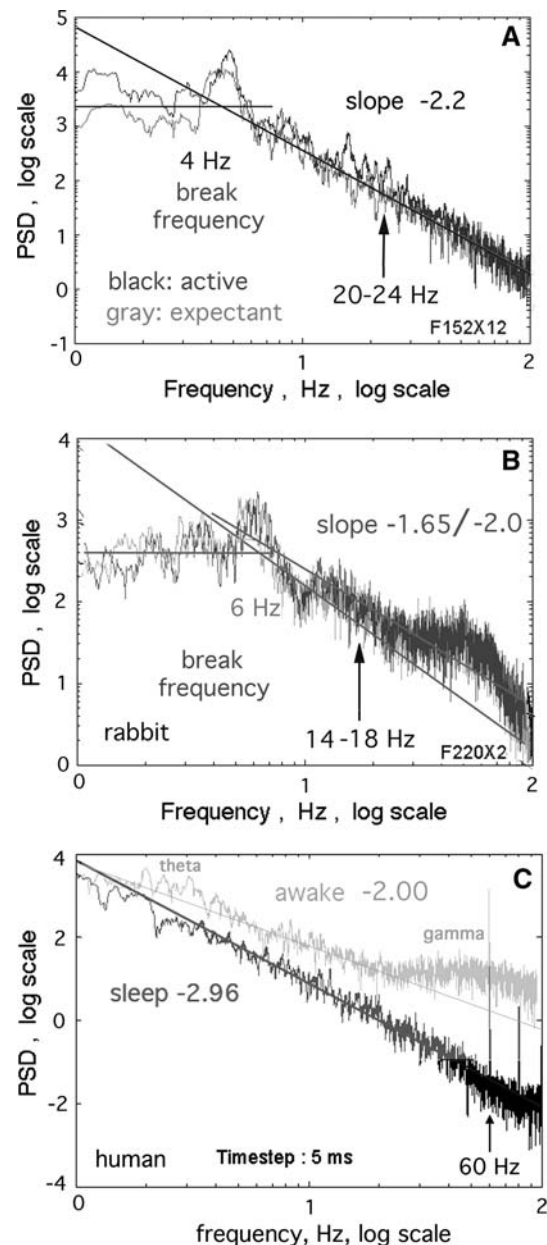 A
5
4
3
2
1
0
-1
PSD , log scale
slope -2.2
4 Hz
break
frequency
black: active
gray: expectant
20-24 Hz
F152X12
0
1
2
Frequency , Hz , log scale
B
4
3
2
1
0
PSD , log scale
slope -1.65/-2.0
6 Hz
break
frequency
rabbit
14-18 Hz
F220X2
0
1
2
Frequency , Hz , log scale
C
4
2
0
-2
-4
PSD , log scale
theta
awake -2.00
gamma
sleep -2.96
human
Timestep : 5 ms
60 Hz
0
1
2
frequency, Hz, log scale